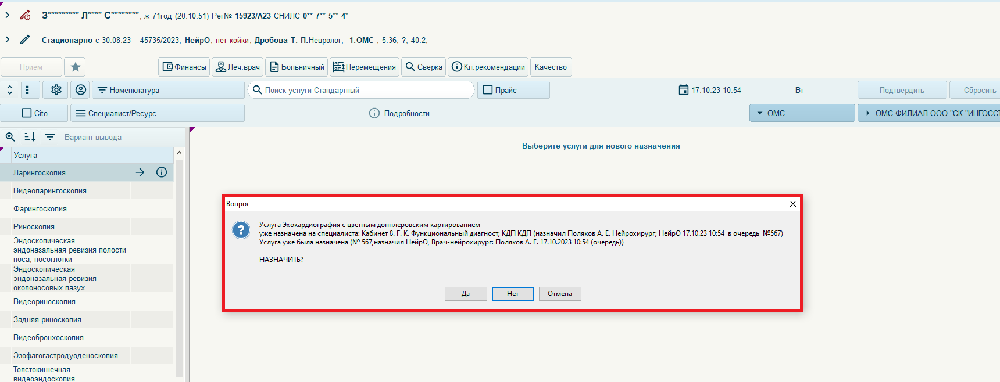 З********* Л**** С********, ж 71год (20.10.51) Рег№ 15923/А23 СНИЛС 0**-7**-5** 4*
Стационарно с 30.08.23 45735/2023; НейрО; нет койки; Дробова Т. П.Невролог; 1.ОМС ; 5.36; ?; 40.2;
Прием
Финансы
Леч.врач
Больничный
Перемещения
Сверка
Кл.рекомендации
Качество
Номенклатура
Поиск услуги Стандартный
Прайс
17.10.23 10:54
Вт
Подтвердить
Сбросить
Cito
Специалист/Ресурс
Подробности ...
ОМС
ОМС ФИЛИАЛ ООО "СК "ИНГОССТ
Вариант вывода
Выберите услуги для нового назначения
Услуга
Ларингоскопия
Видеоларингоскопия
Фарингоскопия
Риноскопия
Эндоскопическая
эндоназальная ревизия полости
носа, носоглотки
Эндоскопическая
эндоназальная ревизия
околоносовых пазух
Видеориноскопия
Задняя риноскопия
Видеобронхоскопия
Эзофагогастродуоденоскопия
Толстокишечная
видеоэндоскопия
Вопрос
Услуга Эхокардиография с цветным допплеровским картированием
уже назначена на специалиста: Кабинет 8. Г. К. Функциональный диагност; КДП КДП (назначил Поляков А. Е. Нейрохирург; НейрО 17.10.23 10:54 в очередь №567)
Услуга уже была назначена (№ 567,назначил НейрО, Врач-нейрохирург: Поляков А. Е. 17.10.2023 10:54 (очередь))
НАЗНАЧИТЬ?
Да
Нет
Отмена